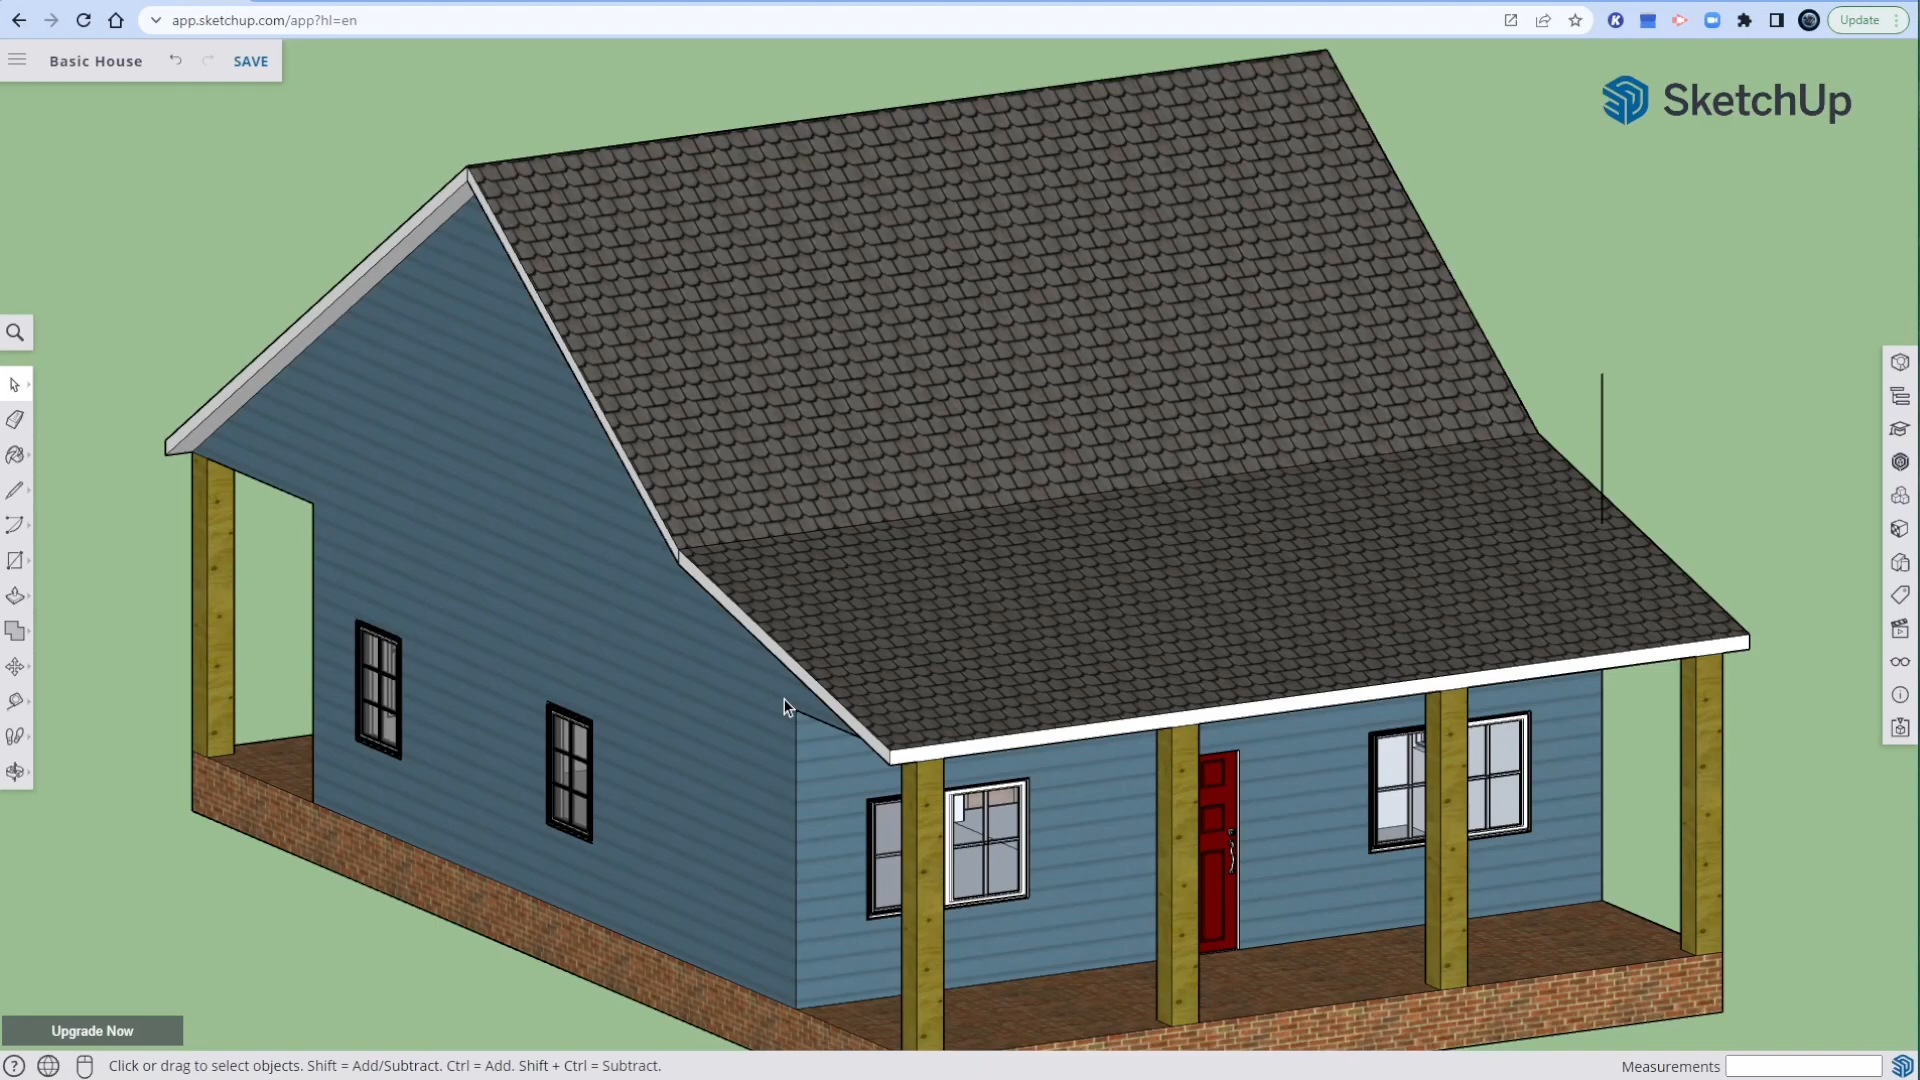 app.sketchup.com/app?hl=en
Update
Basic House
SAVE
SketchUp
Upgrade Now
Click or drag to select objects. Shift = Add/Subtract. Ctrl = Add. Shift + Ctrl = Subtract.
Measurements